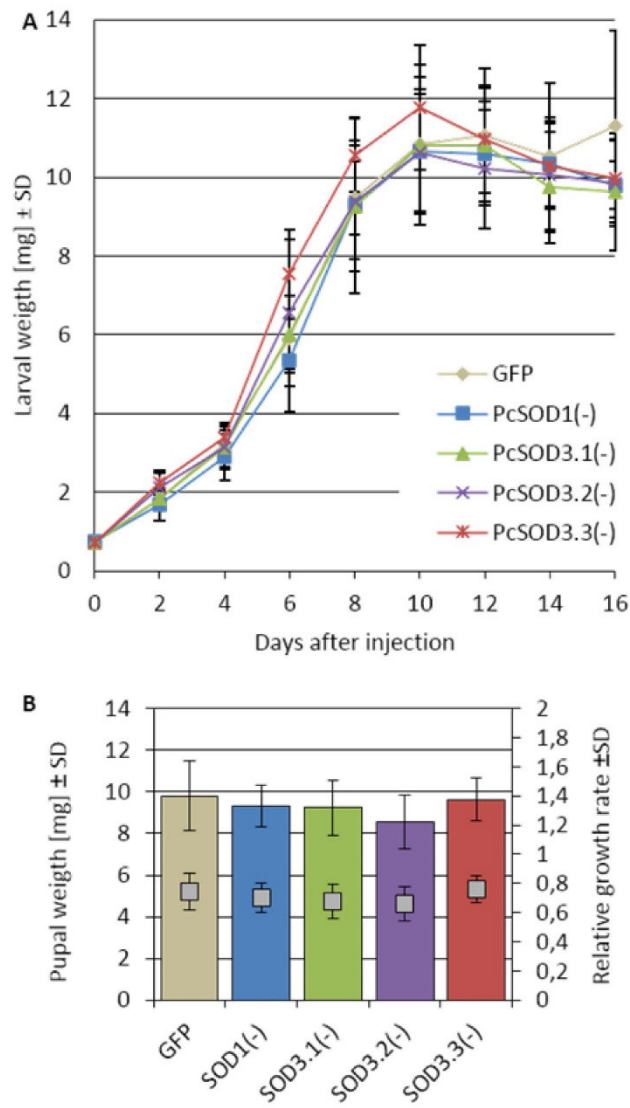 A
14
12
10
8
6
4
2
0
Larval weigth [mg] ± SD
GFP
PcSOD1(-)
PcSOD3.1(-)
PcSOD3.2(-)
PcSOD3.3(-)
0 2 4 6 8 10 12 14 16
Days after injection
B
14
12
10
8
6
4
2
0
Pupal weigth [mg] ± SD
2
1,8
1,6
1,4
1,2
1
0,8
0,6
0,4
0,2
0
Relative growth rate ±SD
GFP
SOD1(-)
SOD3.1(-)
SOD3.2(-)
SOD3.3(-)